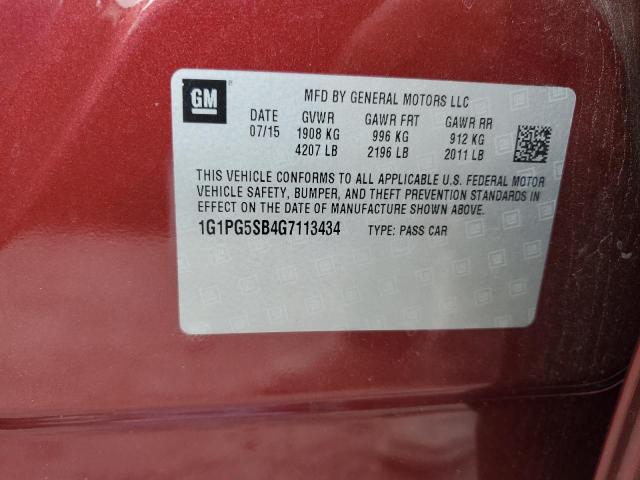 GM
MFD BY GENERAL MOTORS LLC
DATE GVWR GAWR FRT GAWR RR
07/15 1908 KG 996 KG 912 KG
4207 LB 2196 LB 2011 LB
THIS VEHICLE CONFORMS TO ALL APPLICABLE U.S. FEDERAL MOTOR
VEHICLE SAFETY, BUMPER, AND THEFT PREVENTION STANDARDS IN
EFFECT ON THE DATE OF MANUFACTURE SHOWN ABOVE.
1G1PG5SB4G7113434 TYPE: PASS CAR